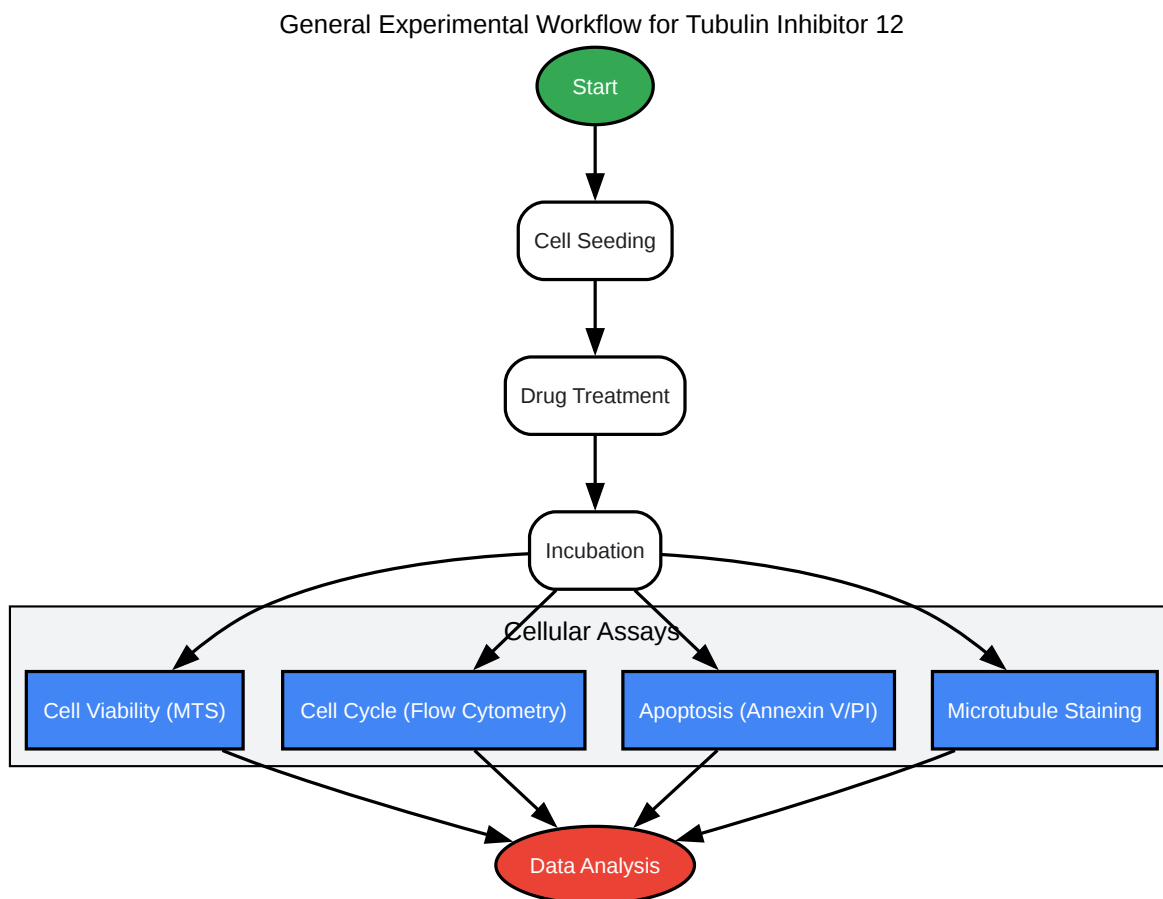 General Experimental Workflow for Tubulin Inhibitor 12
Start
Cell Seeding
Drug Treatment
Incubation
Cellular Assays
Cell Viability (MTS)
Cell Cycle (Flow Cytometry)
Apoptosis (Annexin V/PI)
Microtubule Staining
Data Analysis